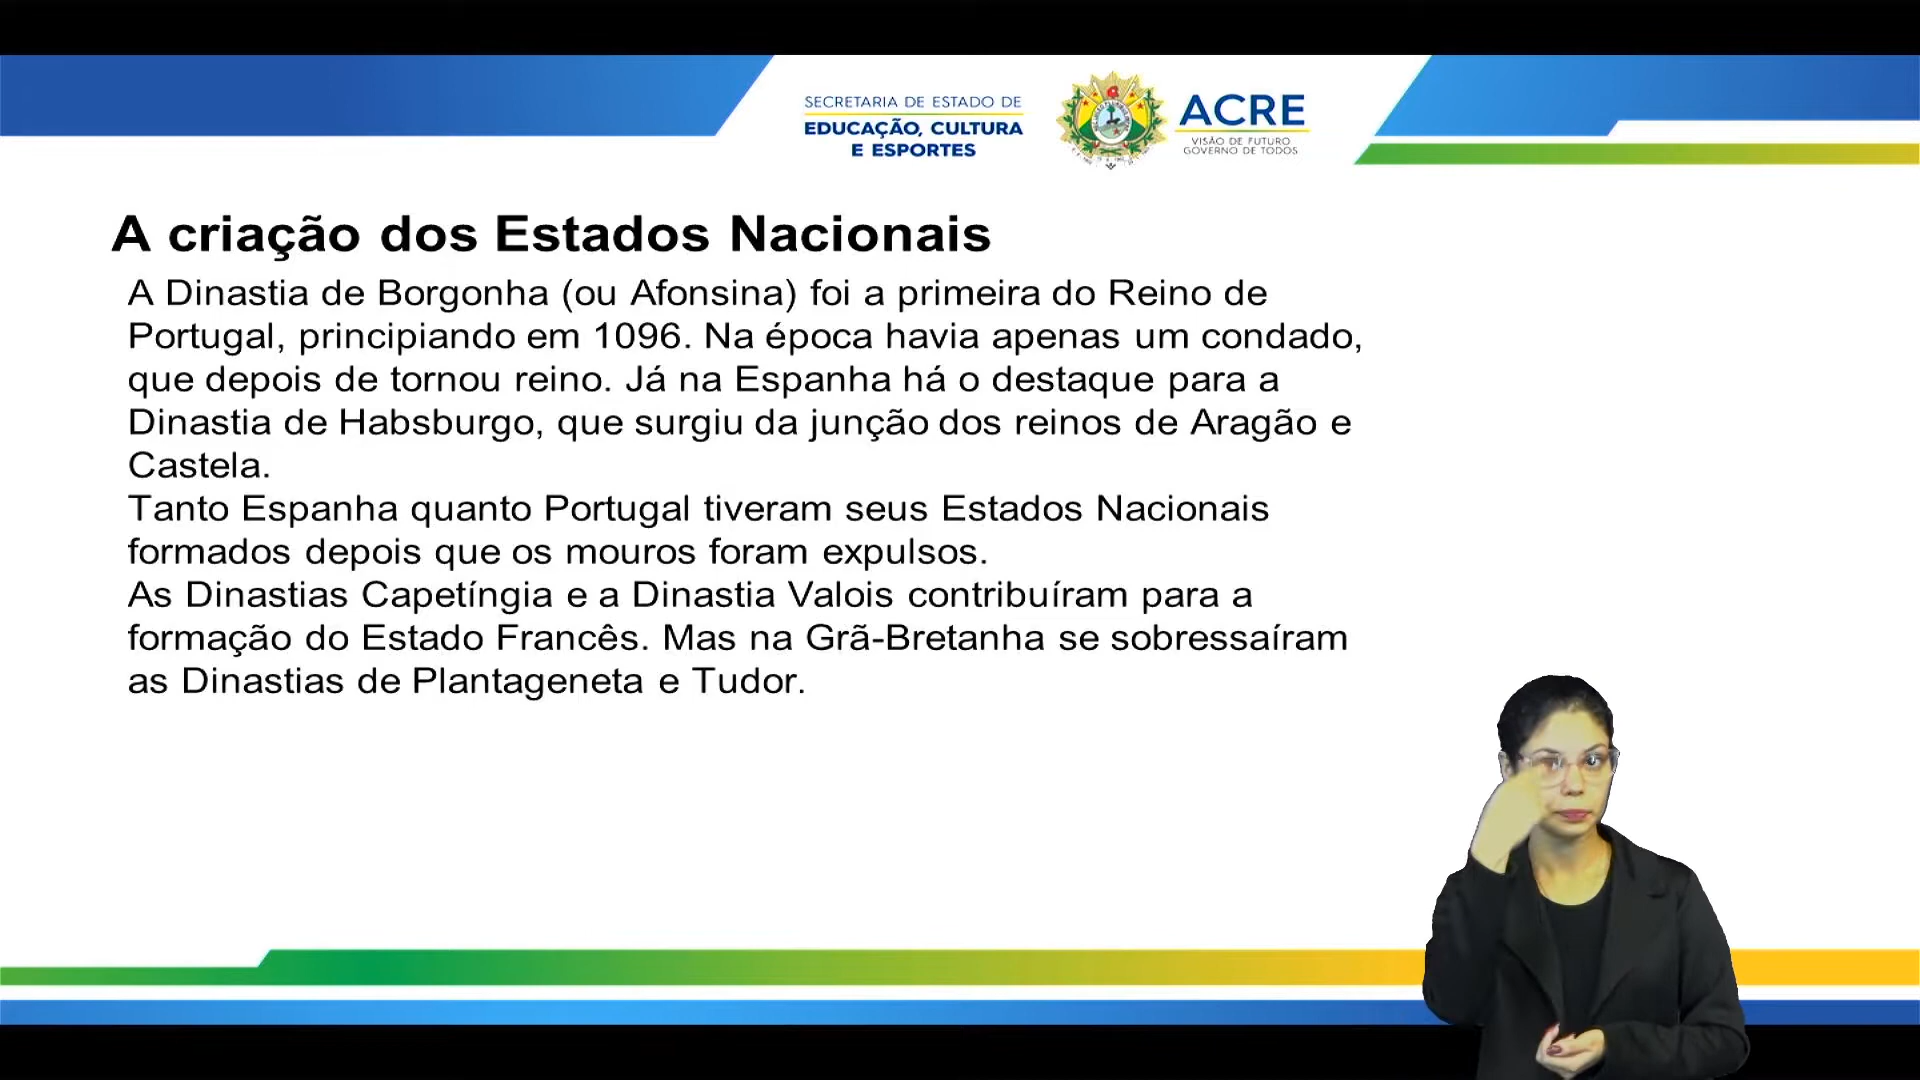 SECRETARIA DE ESTADO DE
EDUCAÇÃO, CULTURA
E ESPORTES
ACRE
VISÃO DE FUTURO
GOVERNO DE TODOS
A criação dos Estados Nacionais
A Dinastia de Borgonha (ou Afonsina) foi a primeira do Reino de
Portugal, principiando em 1096. Na época havia apenas um condado,
que depois de tornou reino. Já na Espanha há o destaque para a
Dinastia de Habsburgo, que surgiu da junção dos reinos de Aragão e
Castela.
Tanto Espanha quanto Portugal tiveram seus Estados Nacionais
formados depois que os mouros foram expulsos.
As Dinastias Capetíngia e a Dinastia Valois contribuíram para a
formação do Estado Francês. Mas na Grã-Bretanha se sobressaíram
as Dinastias de Plantageneta e Tudor.